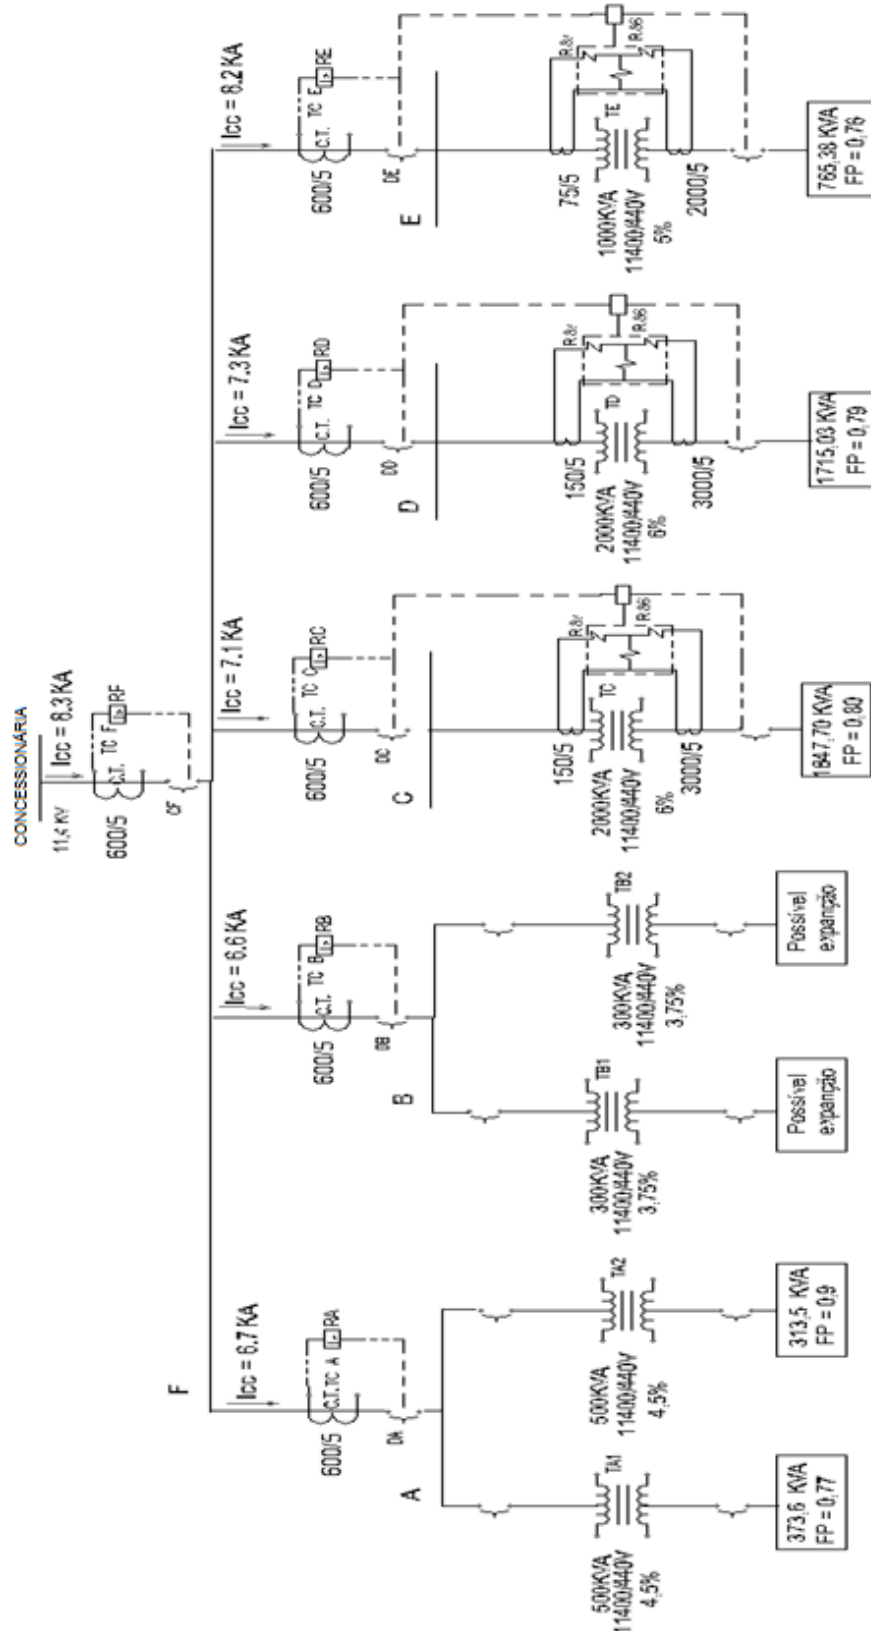 CONCESSIONÁRIA
11,4 KV
Icc = 8.3 KA
600/5
C.T.
TC F
RF
CF
F
Icc = 6.7 KA
600/5
C.T.
TC A
RA
DA
A
500KVA
11400/440V
4,5%
TA1
373,6 KVA
FP = 0,77
500KVA
11400/440V
4,5%
TA2
313,5 KVA
FP = 0,9
Icc = 6.6 KA
600/5
C.T.
TC B
RB
DB
B
300KVA
11400/440V
3,75%
TB1
Possível
expanção
300KVA
11400/440V
3,75%
TB2
Possível
expanção
Icc = 7.1 KA
600/5
C.T.
TC C
RC
DC
C
150/5
2000KVA
11400/440V
6%
TC
3000/5
R.86
1847,70 KVA
FP = 0,80
Icc = 7.3 KA
600/5
C.T.
TC D
RD
DD
D
150/5
2000KVA
11400/440V
6%
TD
3000/5
R.86
1715,03 KVA
FP = 0,79
Icc = 8.2 KA
600/5
C.T.
TC E
RE
DE
E
75/5
1000KVA
11400/440V
5%
TE
2000/5
R.86
765,38 KVA
FP = 0,76